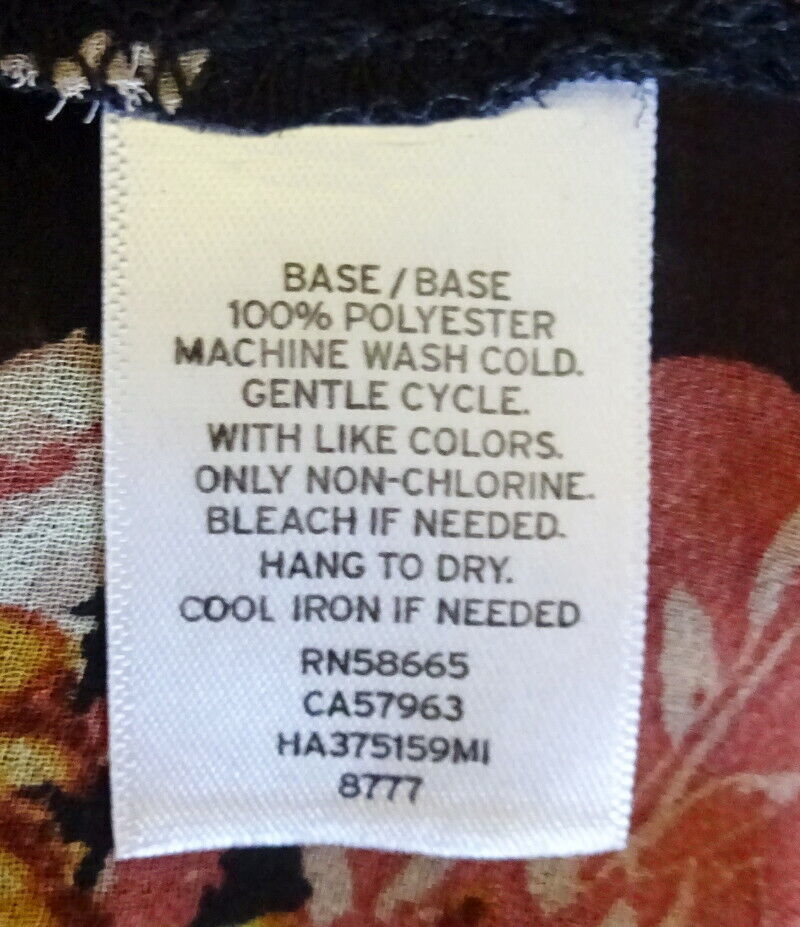 BASE / BASE
100% POLYESTER
MACHINE WASH COLD.
GENTLE CYCLE.
WITH LIKE COLORS.
ONLY NON-CHLORINE.
BLEACH IF NEEDED.
HANG TO DRY.
COOL IRON IF NEEDED
RN58665
CA57963
HA375159MI
8777